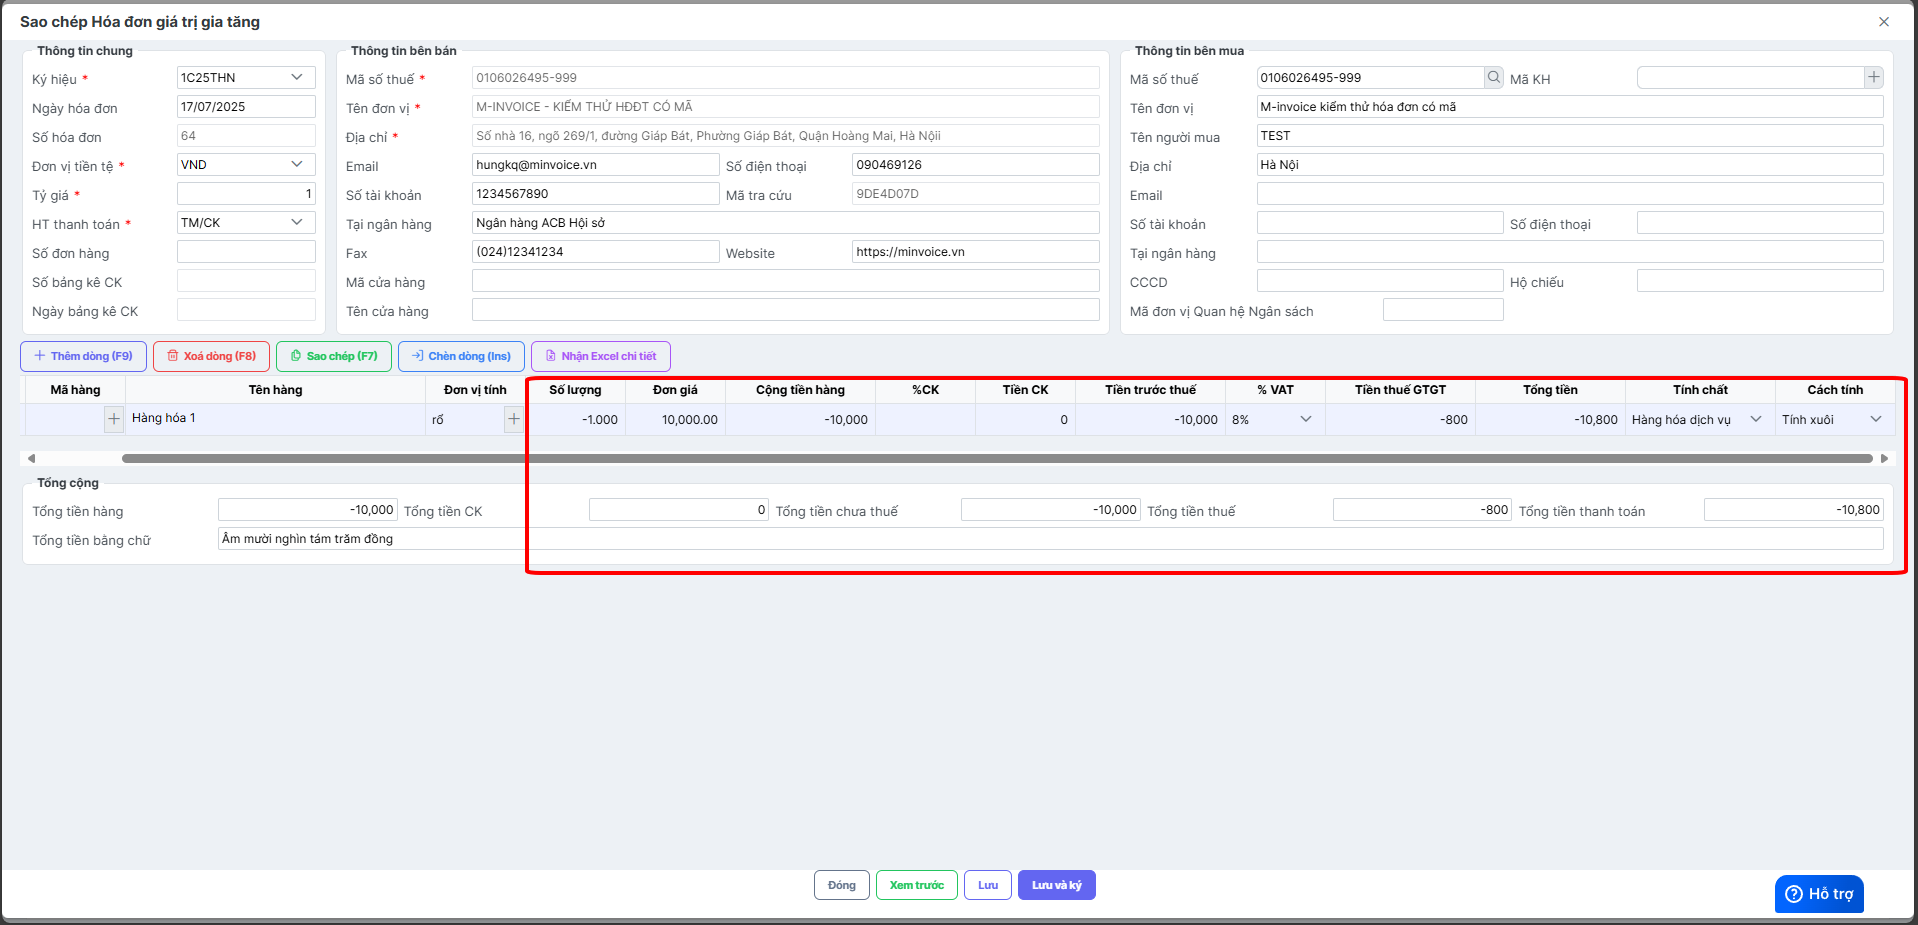 Sao chép Hóa đơn giá trị gia tăng
Thông tin chung
Ký hiệu * 1C25THN
Ngày hóa đơn 17/07/2025
Số hóa đơn 64
Đơn vị tiền tệ * VND
Tỷ giá * 1
HT thanh toán * TM/CK
Số đơn hàng
Số bảng kê CK
Ngày bảng kê CK
Thông tin bên bán
Mã số thuế * 0106026495-999
Tên đơn vị * M-INVOICE - KIỂM THỬ HĐĐT CÓ MÃ
Địa chỉ * Số nhà 16, ngõ 269/1, đường Giáp Bát, Phường Giáp Bát, Quận Hoàng Mai, Hà Nộii
Email hungkq@minvoice.vn Số điện thoại 090469126
Số tài khoản 1234567890 Mã tra cứu 9DE4D07D
Tại ngân hàng Ngân hàng ACB Hội sở
Fax (024)12341234 Website https://minvoice.vn
Mã cửa hàng
Tên cửa hàng
Thông tin bên mua
Mã số thuế 0106026495-999 Mã KH
Tên đơn vị M-invoice kiểm thử hóa đơn có mã
Tên người mua TEST
Địa chỉ Hà Nội
Email
Số tài khoản Số điện thoại
Tại ngân hàng
CCCD Hộ chiếu
Mã đơn vị Quan hệ Ngân sách
Thêm dòng (F9) Xoá dòng (F8) Sao chép (F7) Chèn dòng (Ins) Nhận Excel chi tiết
Mã hàng Tên hàng Đơn vị tính Số lượng Đơn giá Cộng tiền hàng %CK Tiền CK Tiền trước thuế % VAT Tiền thuế GTGT Tổng tiền Tính chất Cách tính
Hàng hóa 1 rổ -1.000 10,000.00 -10,000 0 -10,000 8% -800 -10,800 Hàng hóa dịch vụ Tính xuôi
Tổng cộng
Tổng tiền hàng -10,000 Tổng tiền CK 0 Tổng tiền chưa thuế -10,000 Tổng tiền thuế -800 Tổng tiền thanh toán -10,800
Tổng tiền bằng chữ Âm mười nghìn tám trăm đồng
Đóng Xem trước Lưu Lưu và ký
Hỗ trợ